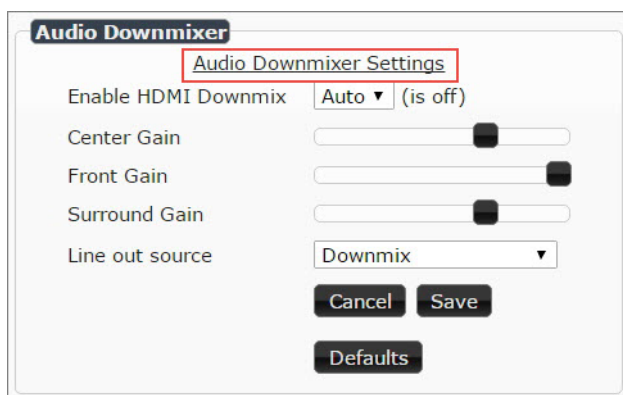 Audio Downmixer
Audio Downmixer Settings
Enable HDMI Downmix Auto ▼ (is off)
Center Gain
Front Gain
Surround Gain
Line out source Downmix ▼
Cancel Save
Defaults